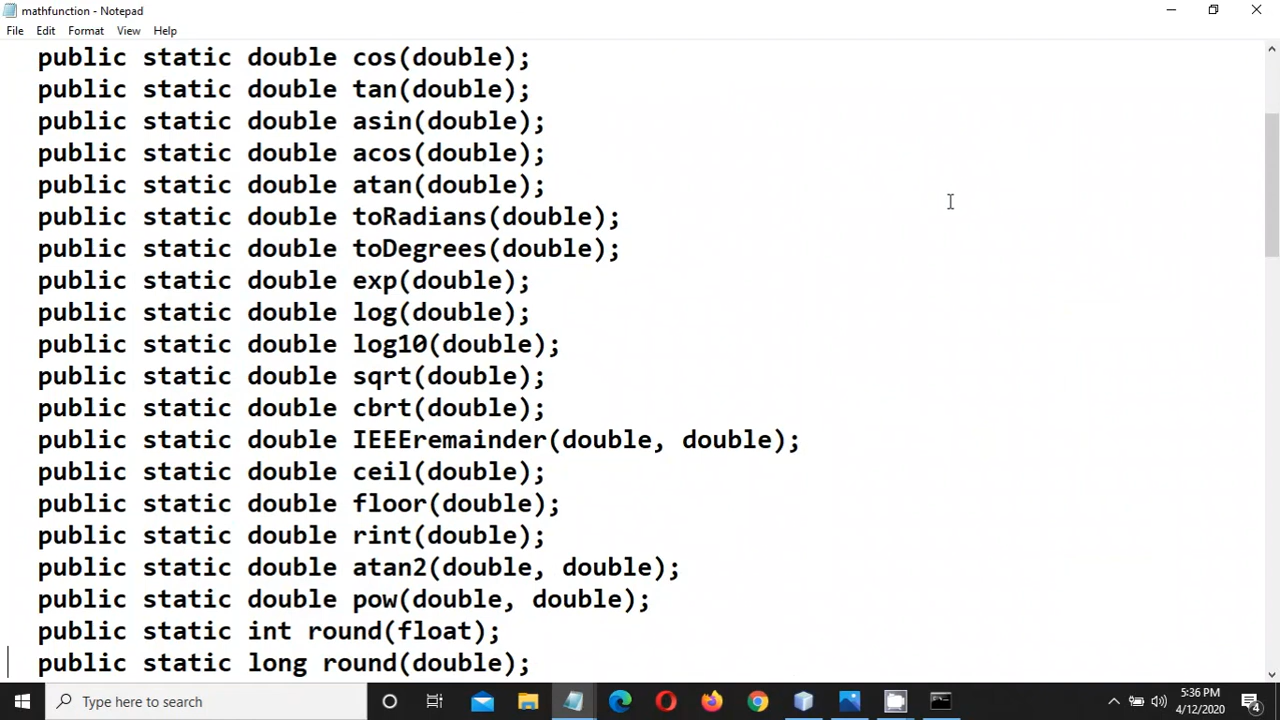 mathfunction - Notepad
File Edit Format View Help
public static double cos(double);
public static double tan(double);
public static double asin(double);
public static double acos(double);
public static double atan(double);
public static double toRadians(double);
public static double toDegrees(double);
public static double exp(double);
public static double log(double);
public static double log10(double);
public static double sqrt(double);
public static double cbrt(double);
public static double IEEEremainder(double, double);
public static double ceil(double);
public static double floor(double);
public static double rint(double);
public static double atan2(double, double);
public static double pow(double, double);
public static int round(float);
public static long round(double);
Type here to search
5:36 PM
4/12/2020
4